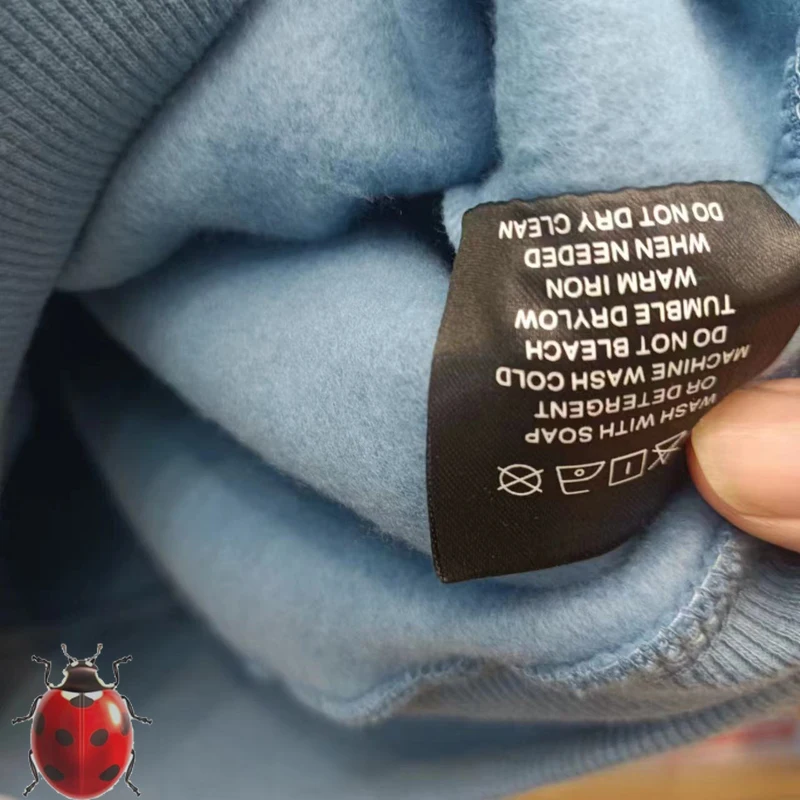 WASH WITH SOAP
OR DETERGENT
MACHINE WASH COLD
DO NOT BLEACH
TUMBLE DRYLOW
WARM IRON
WHEN NEEDED
DO NOT DRY CLEAN